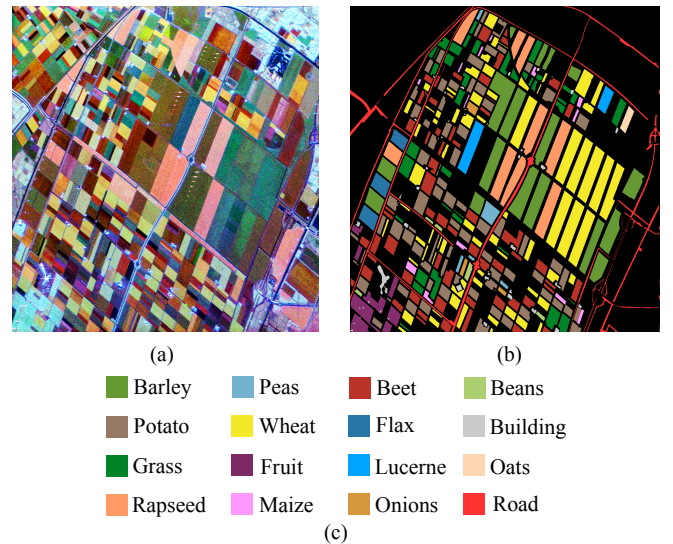 (a) (b)
Barley Peas Beet Beans
Potato Wheat Flax Building
Grass Fruit Lucerne Oats
Rapseed Maize Onions Road
(c)